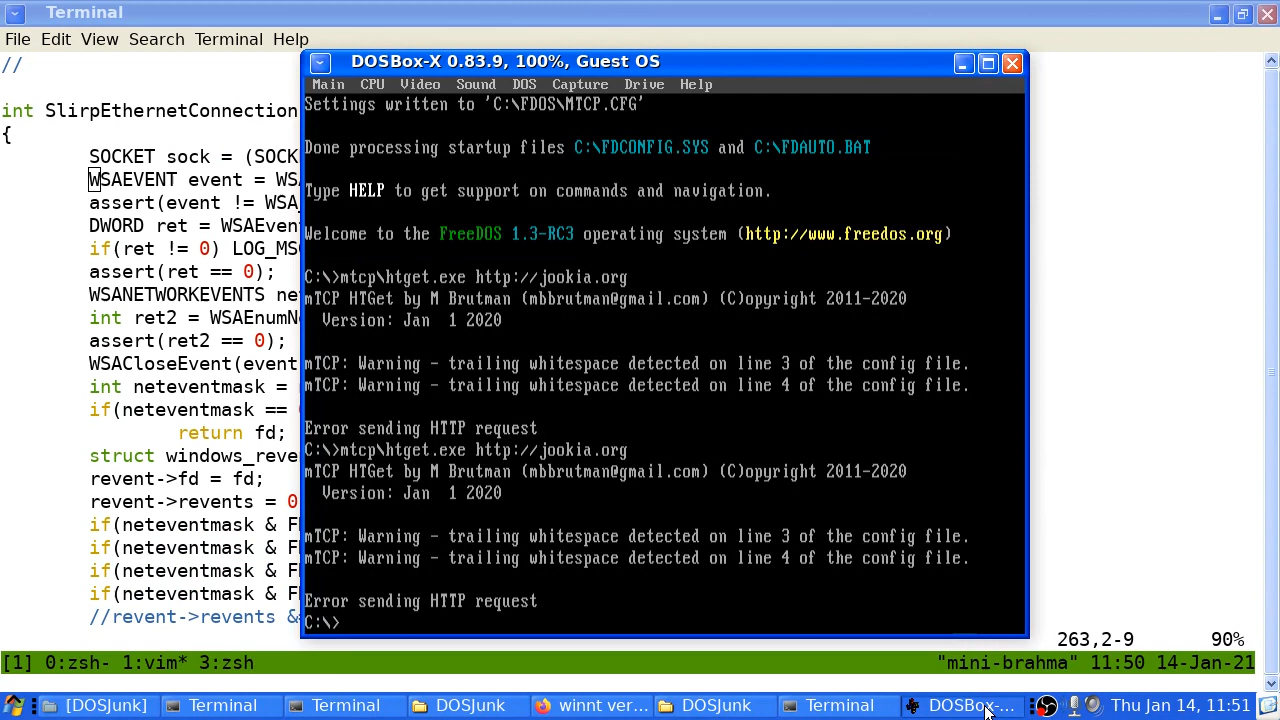 Terminal
File Edit View Search Terminal Help
//
int SlirpEthernetConnection
{
SOCKET sock = (SOCK
WSAEVENT event = WS
assert(event != WSA
DWORD ret = WSAEven
if(ret != 0) LOG_MS
assert(ret == 0);
WSANETWORKEVENTS ne
int ret2 = WSAEnumN
assert(ret2 == 0);
WSACloseEvent(event
int neteventmask =
if(neteventmask ==
return fd;
struct windows_reve
revent->fd = fd;
revent->revents = 0
if(neteventmask & F
if(neteventmask & F
if(neteventmask & F
if(neteventmask & F
//revent->revents &
263,2-9 90%
[1] 0:zsh- 1:vim* 3:zsh "mini-brahma" 11:50 14-Jan-21
DOSBox-X 0.83.9, 100%, Guest OS
Main CPU Video Sound DOS Capture Drive Help
Settings written to 'C:\FDOS\MTCP.CFG'
Done processing startup files C:\FDCONFIG.SYS and C:\FDAUTO.BAT
Type HELP to get support on commands and navigation.
Welcome to the FreeDOS 1.3-RC3 operating system (http://www.freedos.org)
C:\>mtcp\htget.exe http://jookia.org
mTCP HTGet by M Brutman (mbbrutman@gmail.com) (C)opyright 2011-2020
Version: Jan  1 2020
mTCP: Warning - trailing whitespace detected on line 3 of the config file.
mTCP: Warning - trailing whitespace detected on line 4 of the config file.
Error sending HTTP request
C:\>mtcp\htget.exe http://jookia.org
mTCP HTGet by M Brutman (mbbrutman@gmail.com) (C)opyright 2011-2020
Version: Jan  1 2020
mTCP: Warning - trailing whitespace detected on line 3 of the config file.
mTCP: Warning - trailing whitespace detected on line 4 of the config file.
Error sending HTTP request
C:\>
[DOSJunk] Terminal Terminal DOSJunk winnt ver... DOSJunk Terminal DOSBox-... Thu Jan 14, 11:51